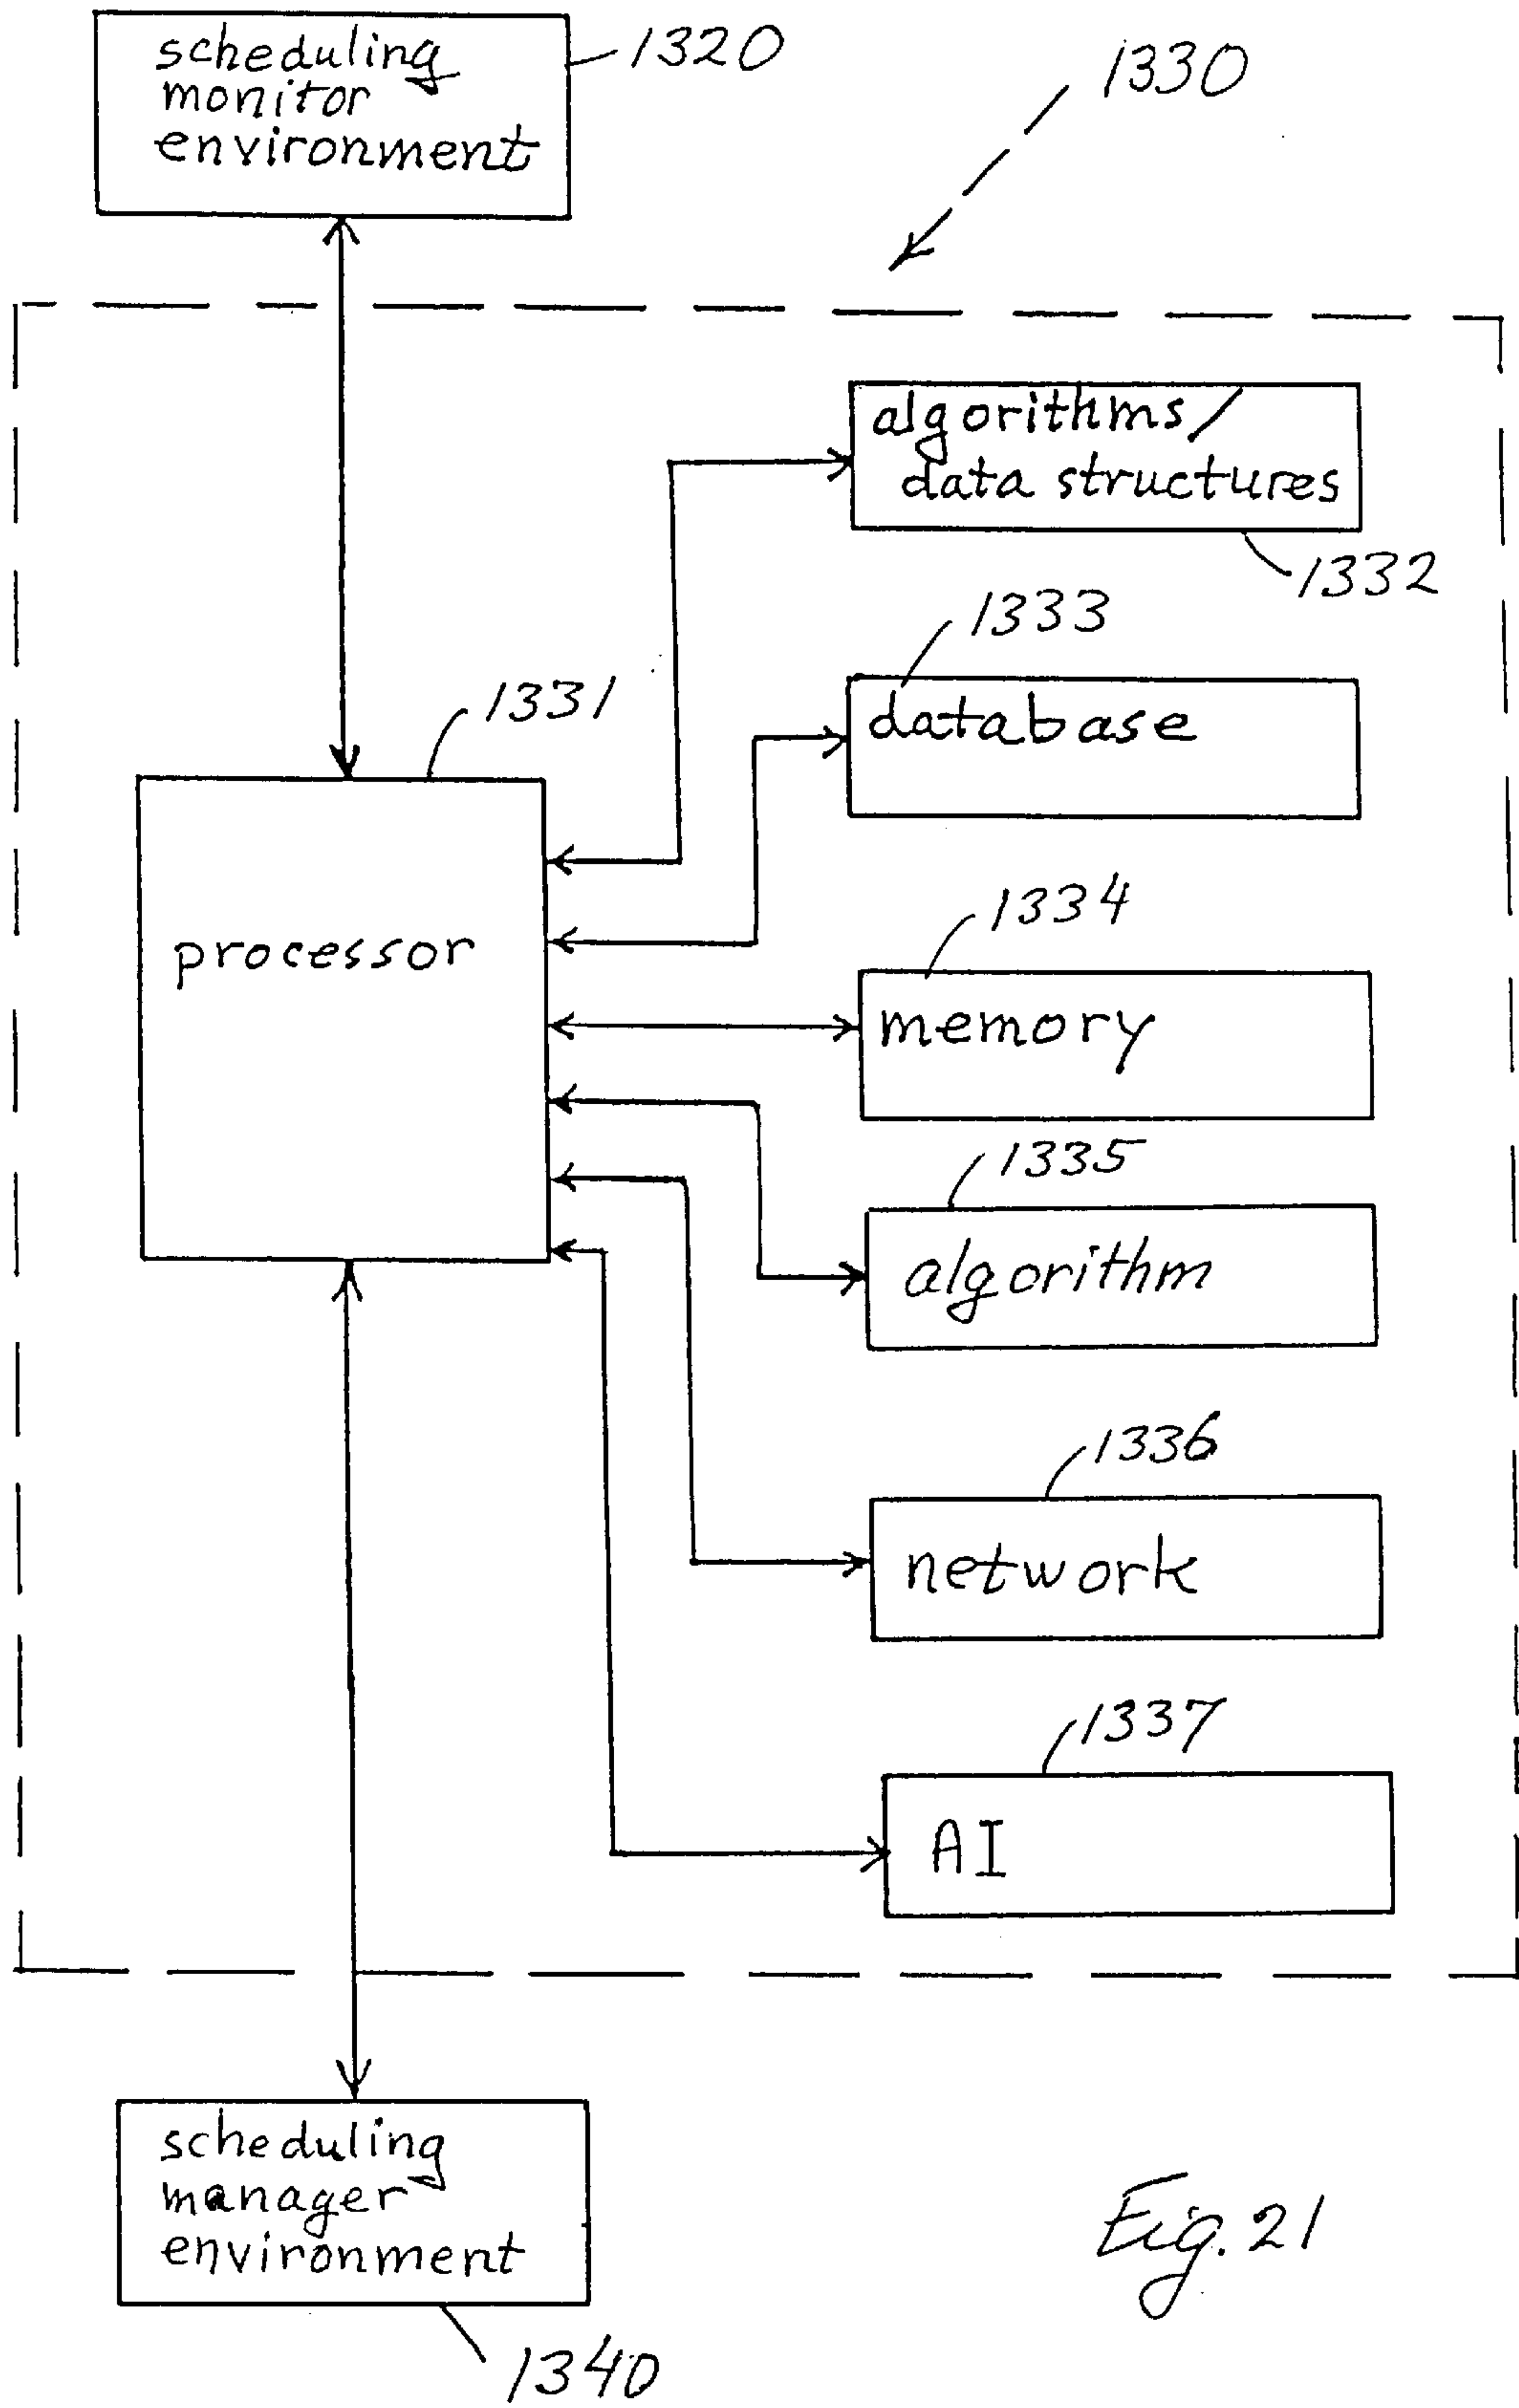 scheduling
monitor
environment
1320
1330
algorithms/
data structures
1332
1333
database
1331
processor
1334
memory
1335
algorithm
1336
network
1337
AI
scheduling
manager
environment
1340
Fig. 21